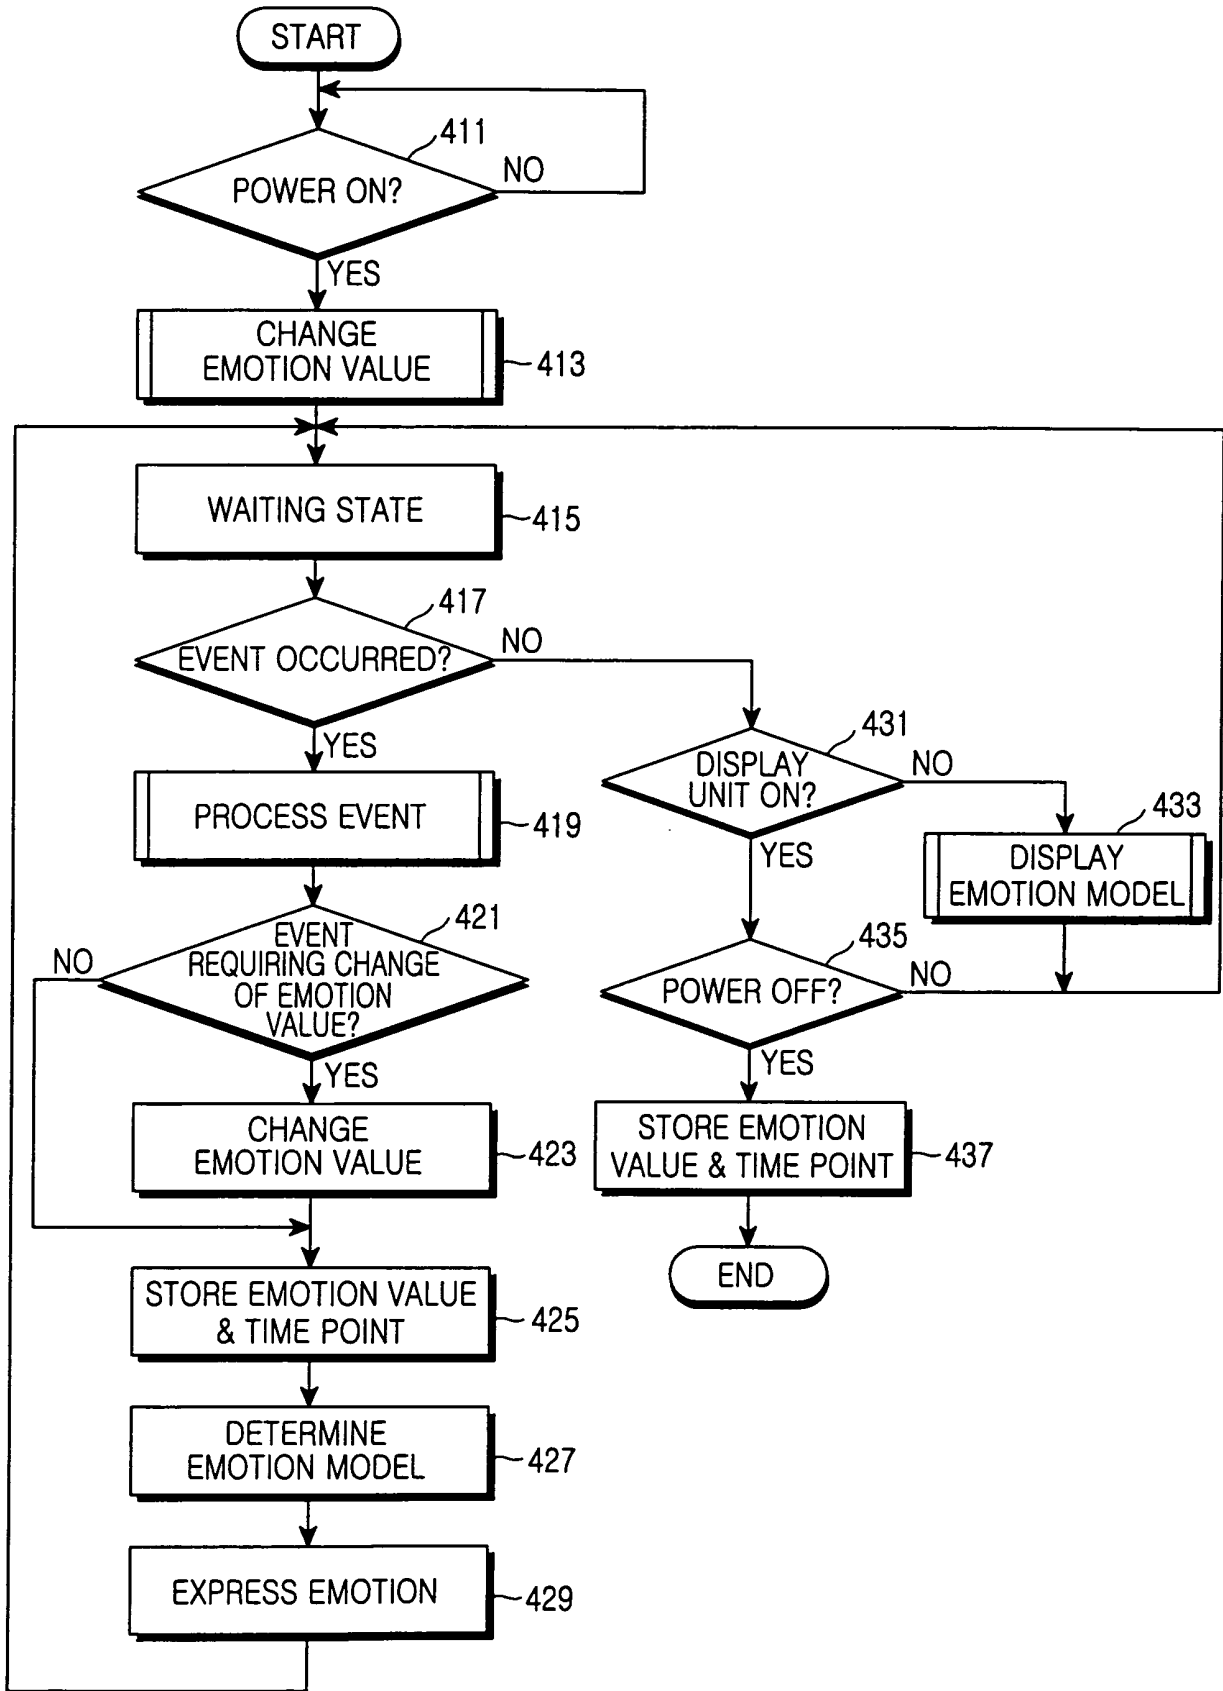 START
411
NO
POWER ON?
YES
CHANGE
EMOTION VALUE
413
WAITING STATE
415
417
NO
EVENT OCCURRED?
YES
PROCESS EVENT
419
431
NO
DISPLAY
UNIT ON?
YES
433
DISPLAY
EMOTION MODEL
421
NO
EVENT
REQUIRING CHANGE
OF EMOTION
VALUE?
YES
435
NO
POWER OFF?
YES
CHANGE
EMOTION VALUE
423
STORE EMOTION
VALUE & TIME POINT
437
END
STORE EMOTION VALUE
& TIME POINT
425
DETERMINE
EMOTION MODEL
427
EXPRESS EMOTION
429